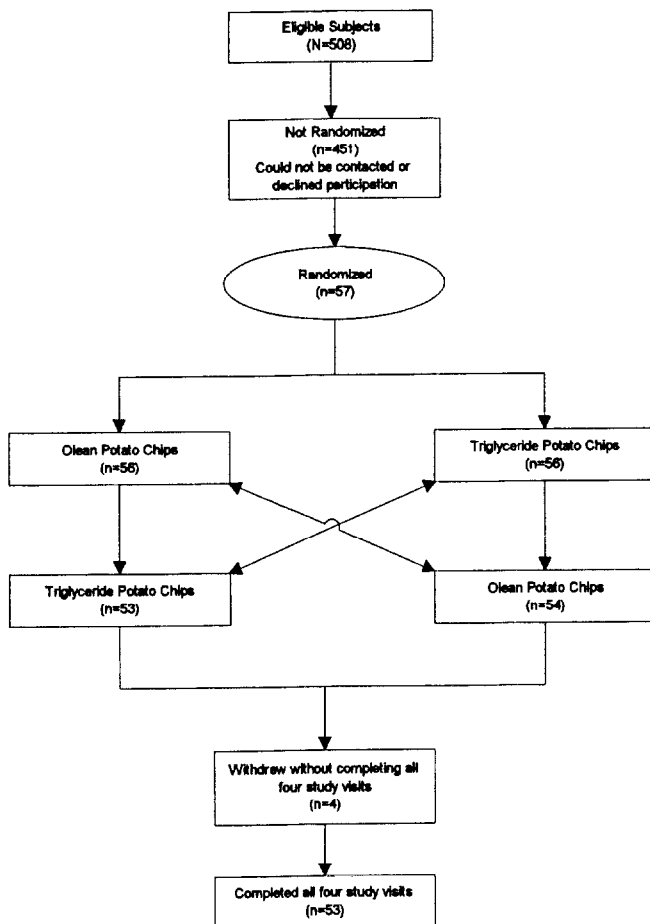 Eligible Subjects
(N=508)
Not Randomized
(n=451)
Could not be contacted or
declined participation
Randomized
(n=57)
Olean Potato Chips
(n=56)
Triglyceride Potato Chips
(n=56)
Triglyceride Potato Chips
(n=53)
Olean Potato Chips
(n=54)
Withdrew without completing all
four study visits
(n=4)
Completed all four study visits
(n=53)